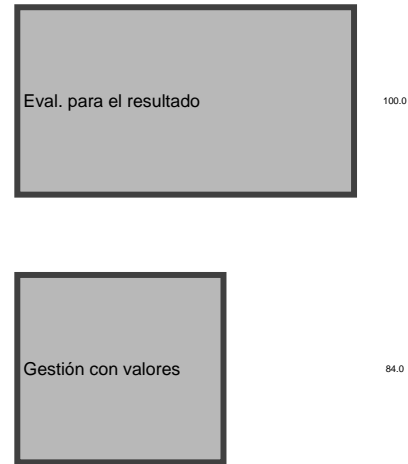 Eval. para el resultado 100.0
Gestión con valores 84.0